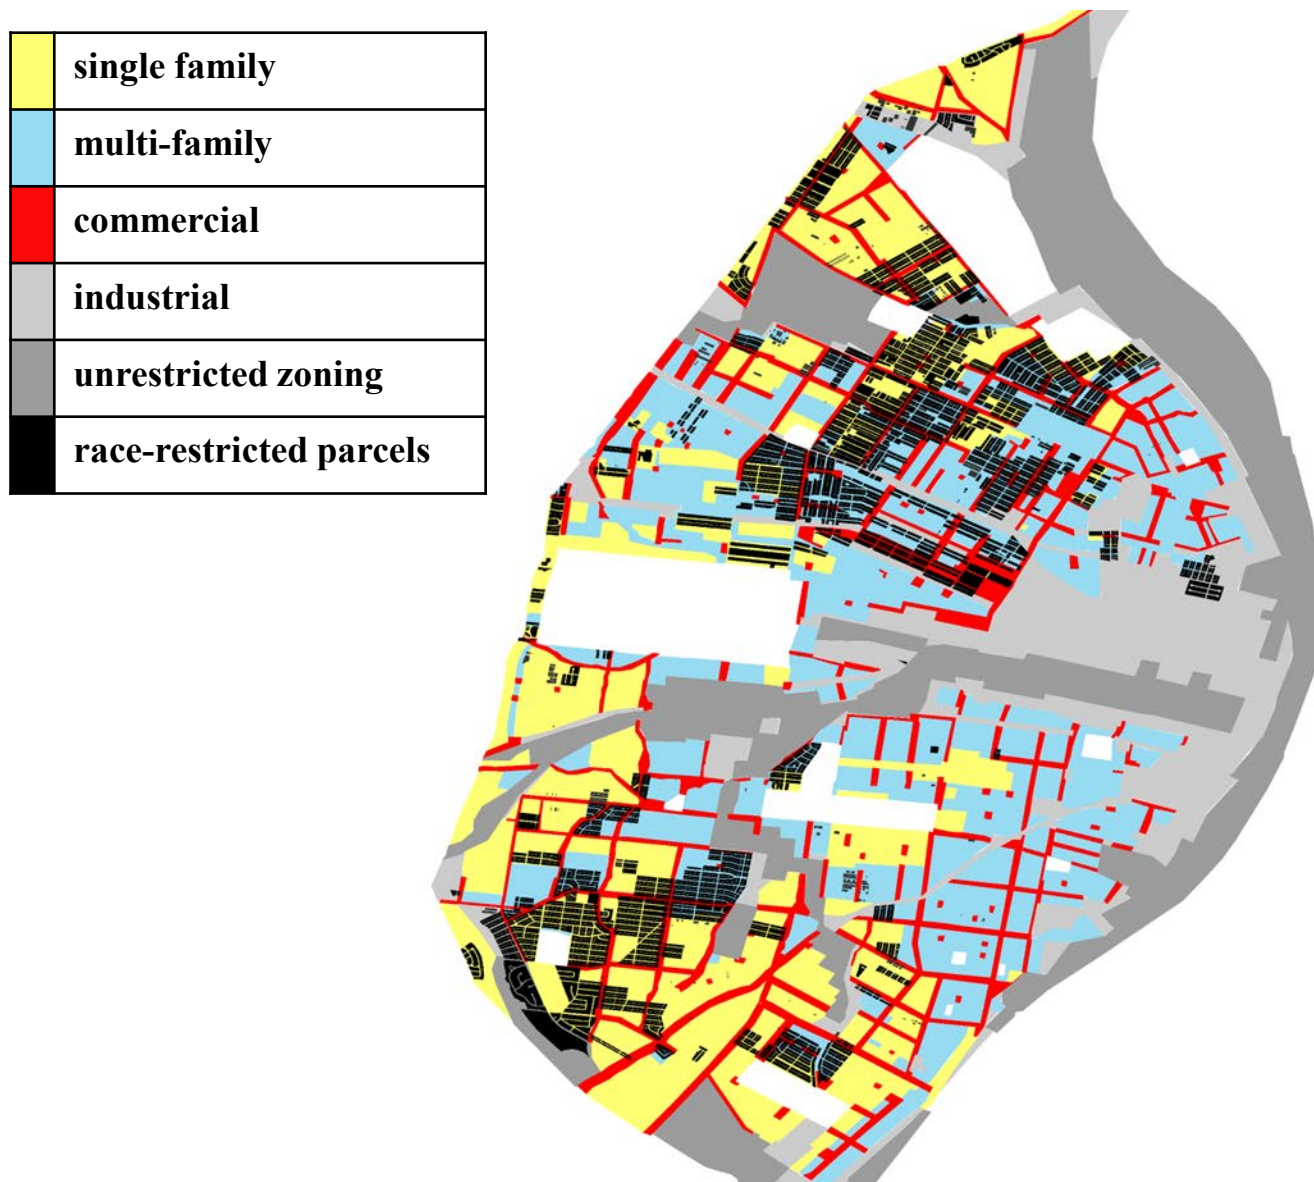 single family
multi-family
commercial
industrial
unrestricted zoning
race-restricted parcels